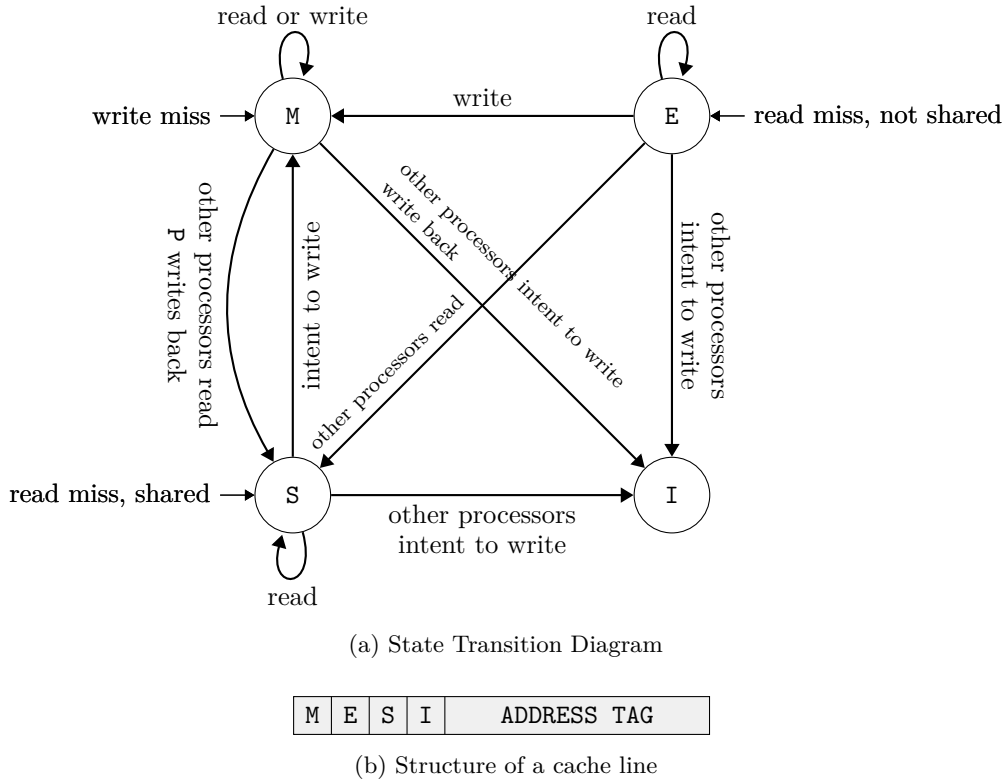 read or write
read
write miss
M
write
E
read miss, not shared
other processors read
P writes back
intent to write
other processors intent to write
write back
other processors read
other processors
intent to write
read miss, shared
S
I
other processors
intent to write
read
(a) State Transition Diagram
M E S I ADDRESS TAG
(b) Structure of a cache line